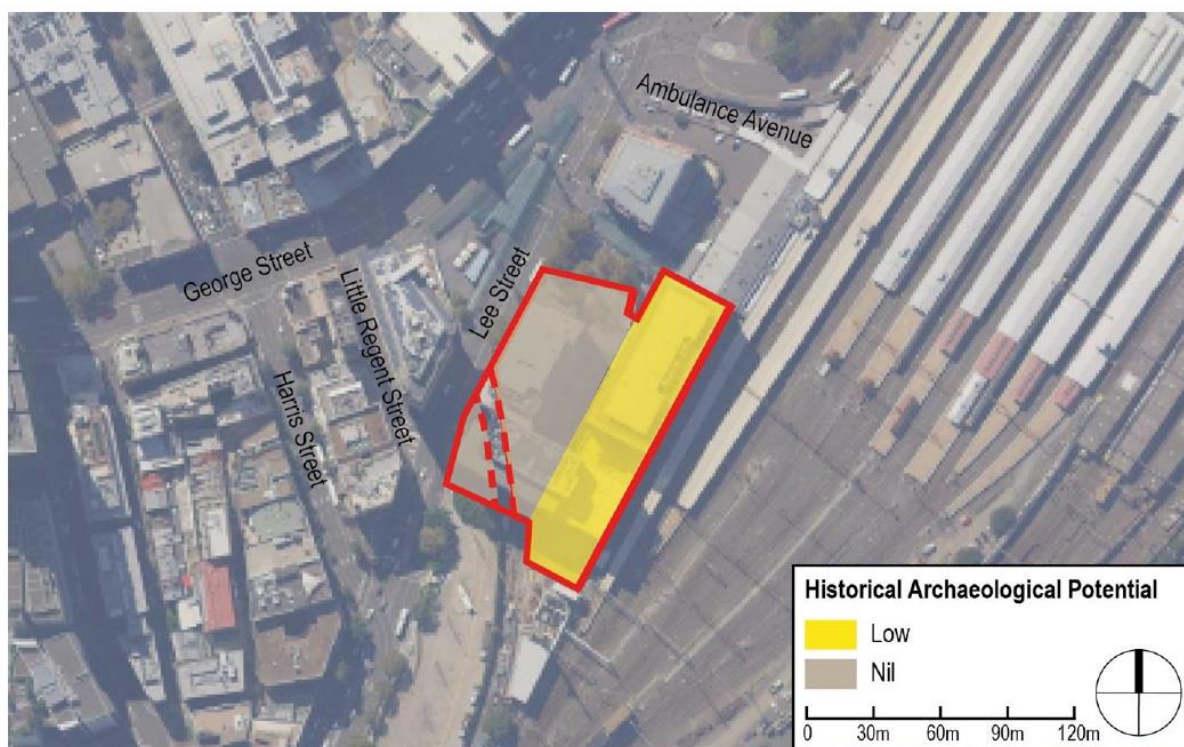 Ambulance Avenue
George Street
Little Regent Street
Lee Street
Harris Street
Historical Archaeological Potential
Low
Nil
0 30m 60m 90m 120m